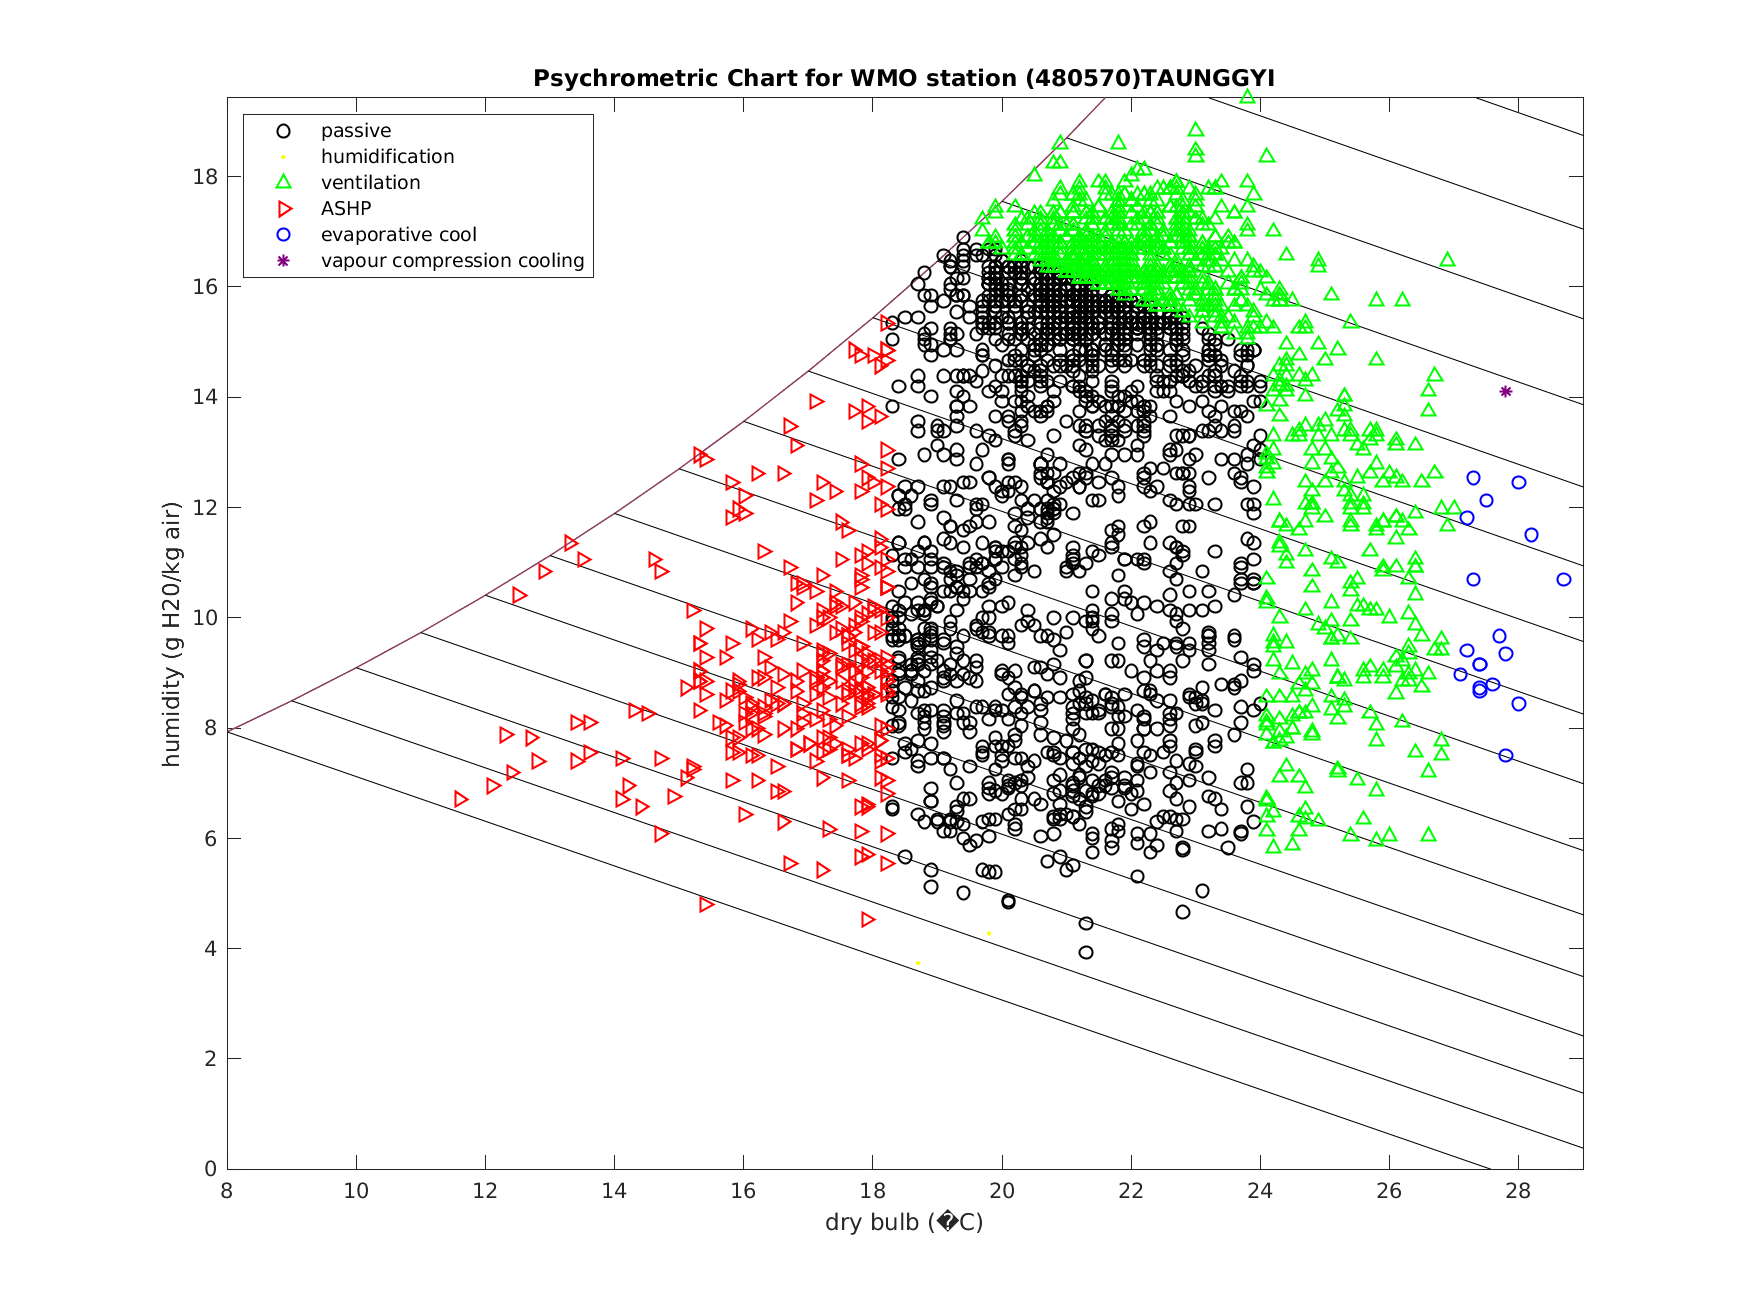 Psychrometric Chart for WMO station (480570)TAUNGGYI
passive
humidification
ventilation
ASHP
evaporative cool
vapour compression cooling
humidity (g H20/kg air)
18
16
14
12
10
8
6
4
2
0
8 10 12 14 16 18 20 22 24 26 28
dry bulb (�C)